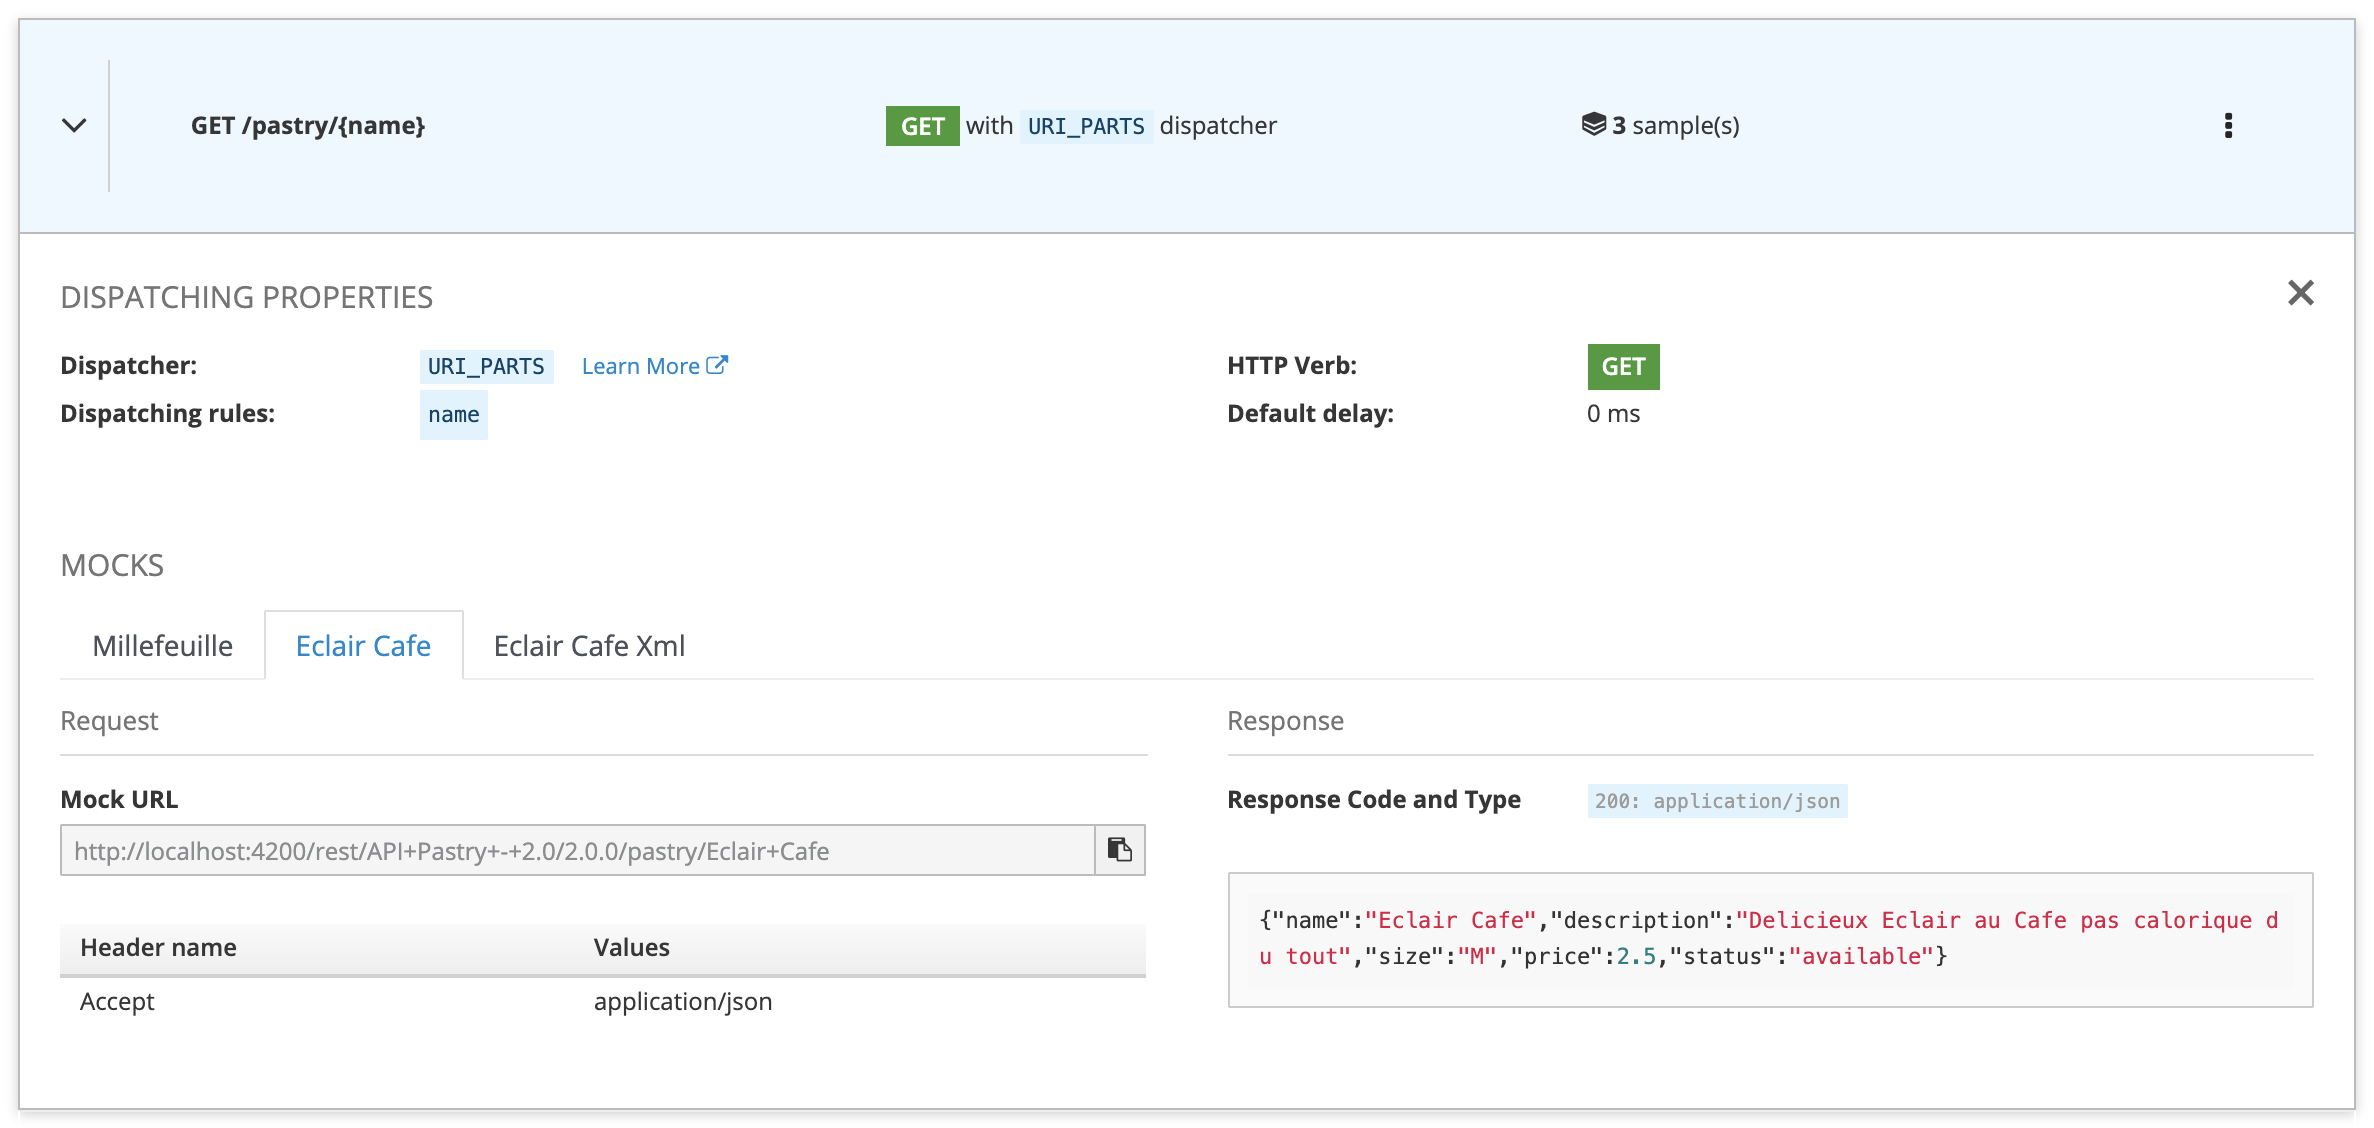 GET /pastry/{name} GET with URI_PARTS dispatcher 3 sample(s)
DISPATCHING PROPERTIES
Dispatcher: URI_PARTS Learn More HTTP Verb: GET
Dispatching rules: name Default delay: 0 ms
MOCKS
Millefeuille Eclair Cafe Eclair Cafe Xml
Request
Mock URL
http://localhost:4200/rest/API+Pastry+-+2.0/2.0.0/pastry/Eclair+Cafe
Header name Values
Accept application/json
Response
Response Code and Type 200: application/json
{"name":"Eclair Cafe","description":"Delicieux Eclair au Cafe pas calorique d
u tout","size":"M","price":2.5,"status":"available"}